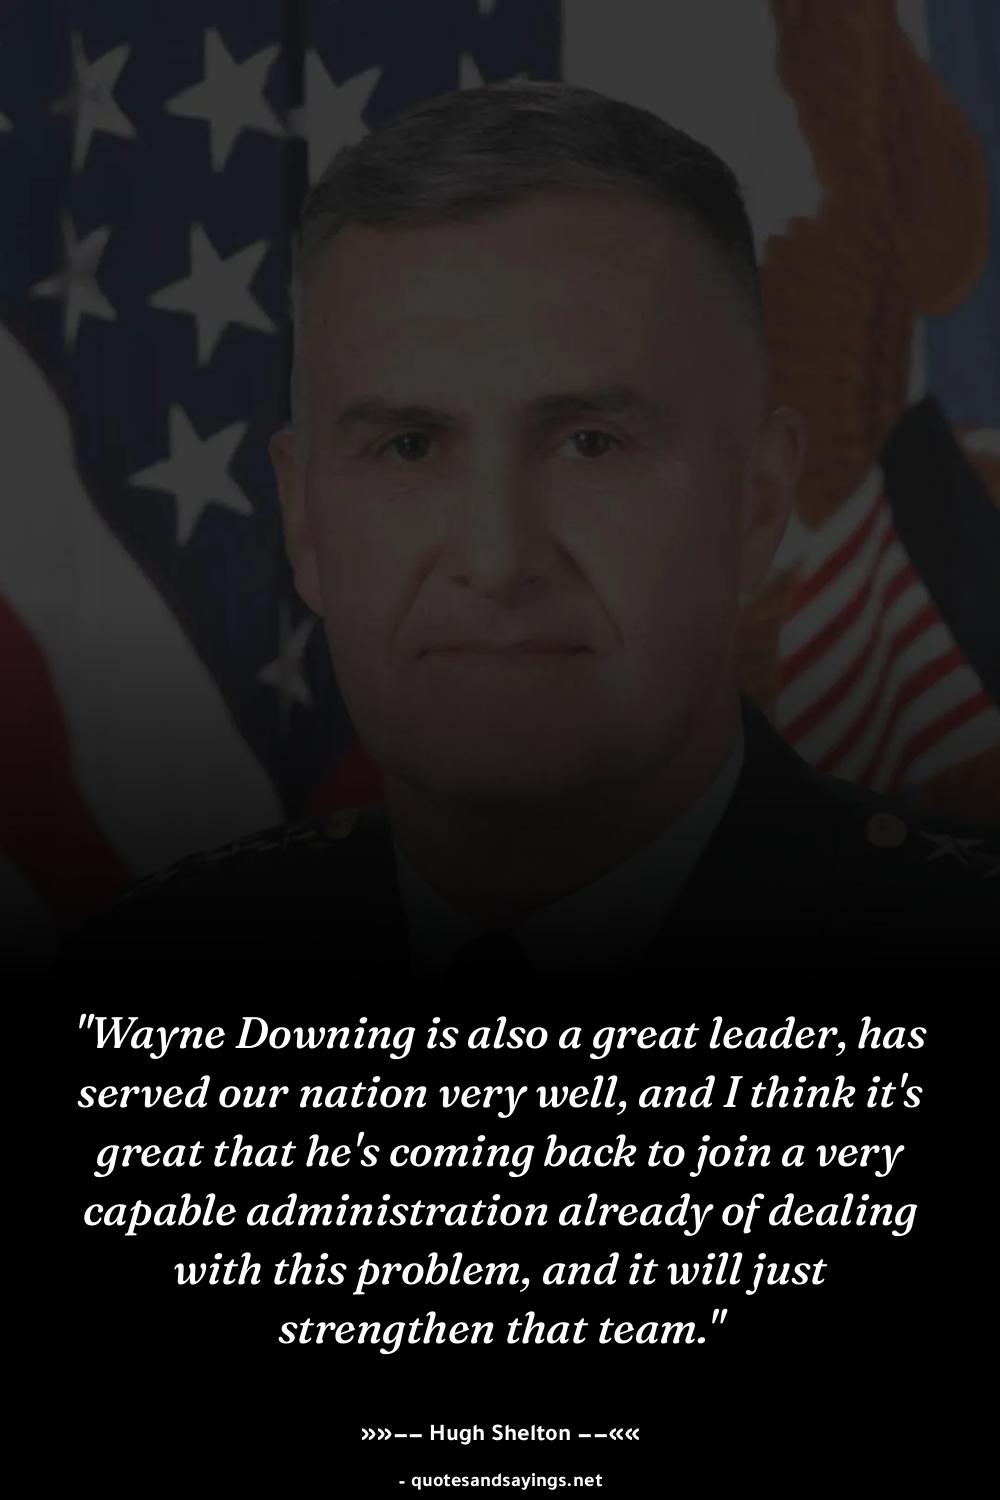 "Wayne Downing is also a great leader, has
served our nation very well, and I think it's
great that he's coming back to join a very
capable administration already of dealing
with this problem, and it will just
strengthen that team."
»»−− Hugh Shelton −−««
- quotesandsayings.net